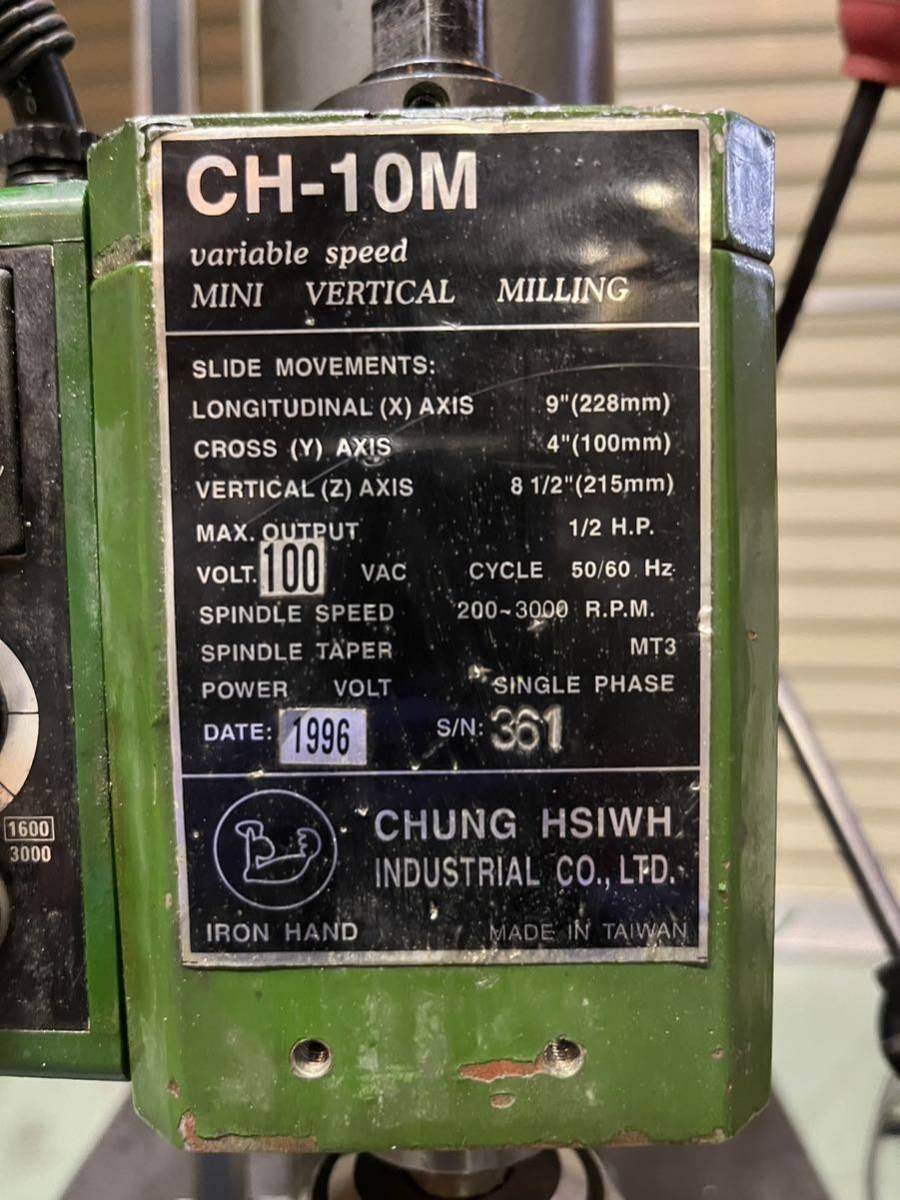 CH-10M
variable speed
MINI VERTICAL MILLING
SLIDE MOVEMENTS:
LONGITUDINAL (X) AXIS 9"(228mm)
CROSS (Y) AXIS 4"(100mm)
VERTICAL (Z) AXIS 8 1/2"(215mm)
MAX. OUTPUT 1/2 H.P.
VOLT. 100 VAC CYCLE 50/60 Hz
SPINDLE SPEED 200~3000 R.P.M.
SPINDLE TAPER MT3
POWER VOLT SINGLE PHASE
DATE: 1996 S/N: 361
CHUNG HSIWH
INDUSTRIAL CO., LTD.
IRON HAND MADE IN TAIWAN
1600
3000